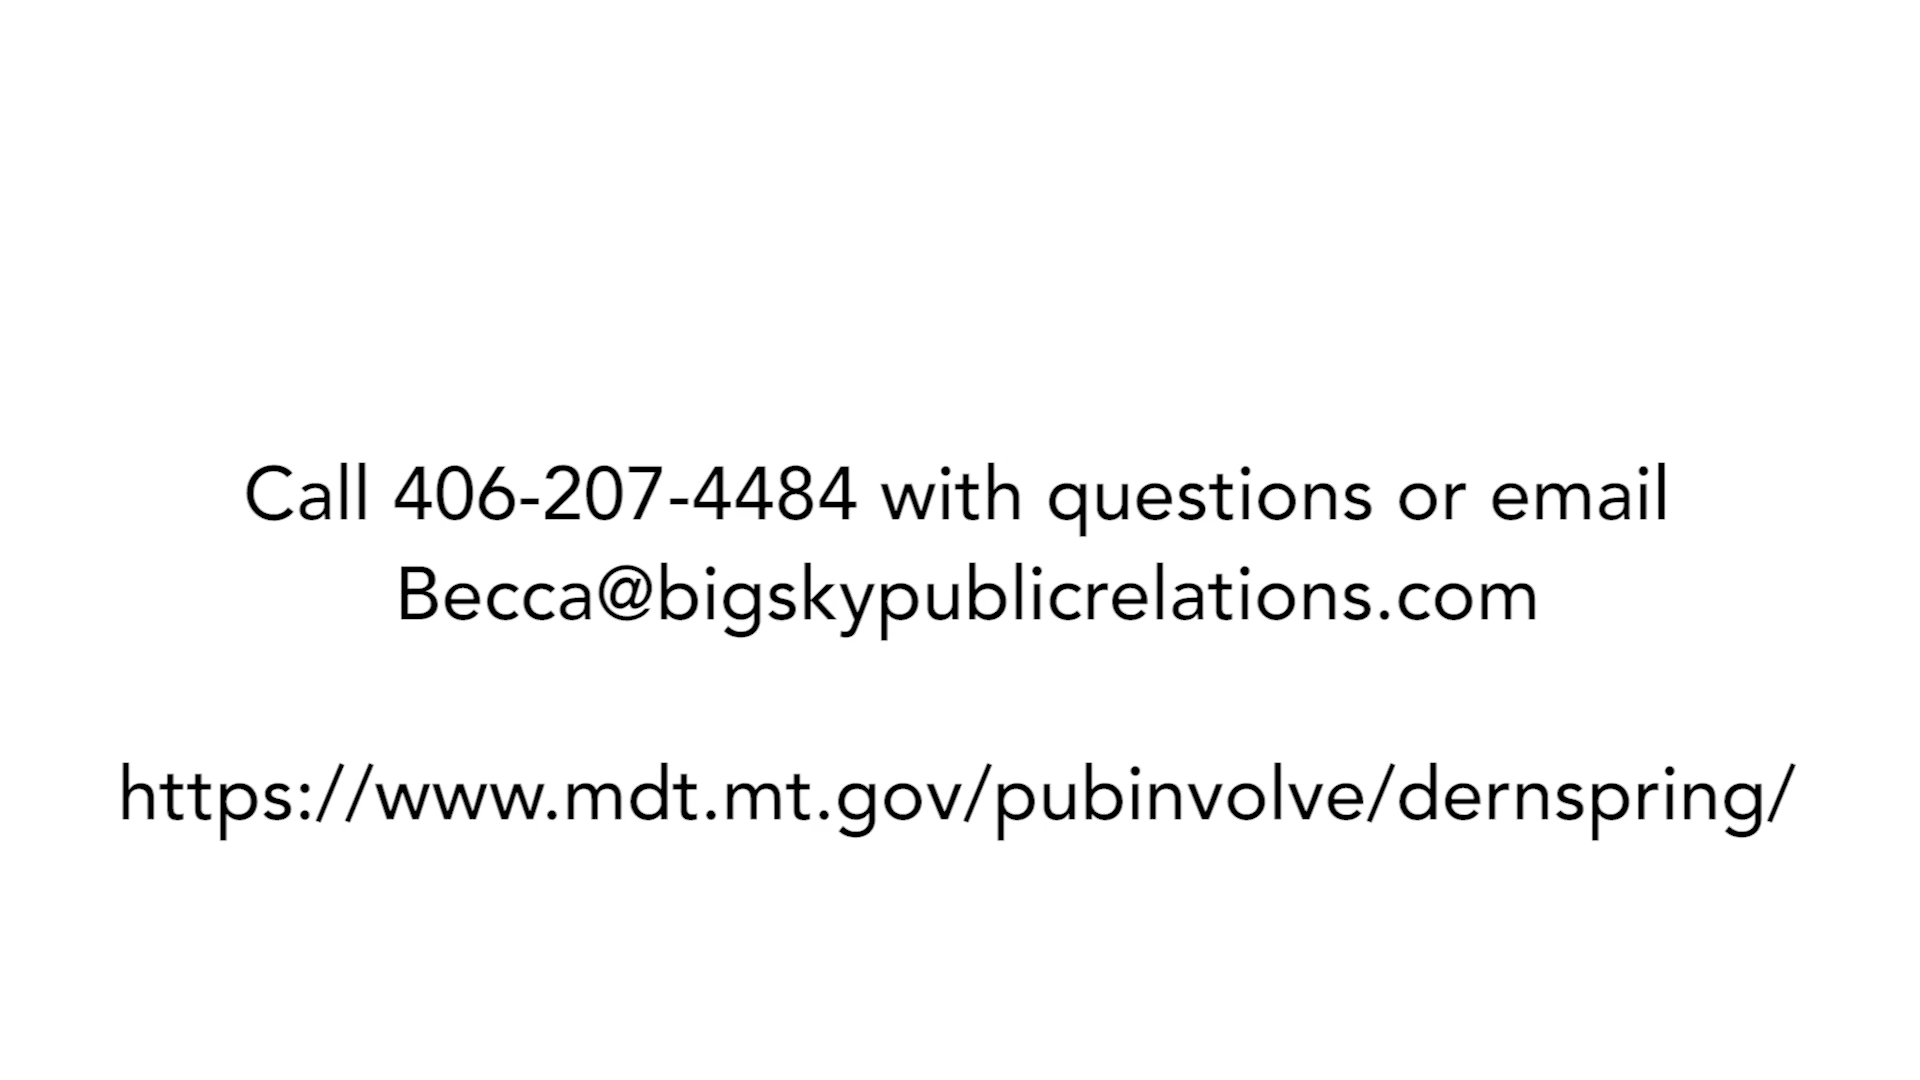 Call 406-207-4484 with questions or email
Becca@bigskypublicrelations.com
https://www.mdt.mt.gov/pubinvolve/dernspring/